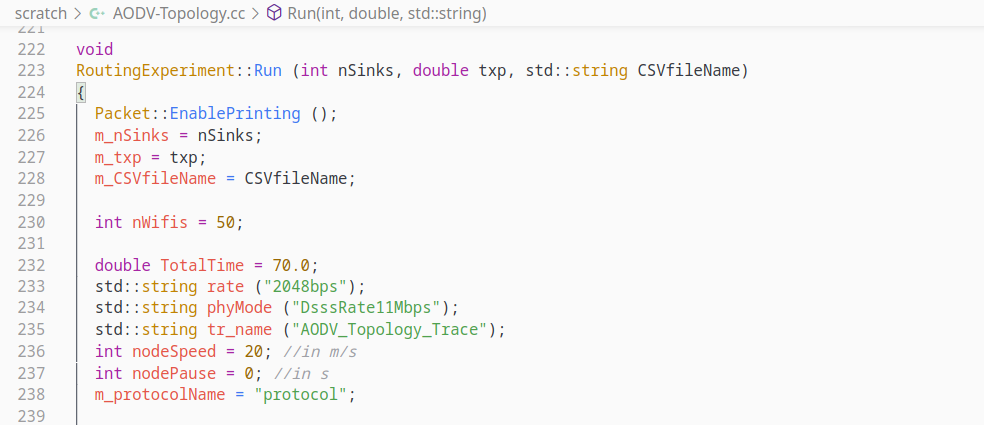 scratch > AODV-Topology.cc > Run(int, double, std::string)
221
222 void
223 RoutingExperiment::Run (int nSinks, double txp, std::string CSVfileName)
224 {
225 Packet::EnablePrinting ();
226 m_nSinks = nSinks;
227 m_txp = txp;
228 m_CSVfileName = CSVfileName;
229
230 int nWifis = 50;
231
232 double TotalTime = 70.0;
233 std::string rate ("2048bps");
234 std::string phyMode ("DsssRate11Mbps");
235 std::string tr_name ("AODV_Topology_Trace");
236 int nodeSpeed = 20; //in m/s
237 int nodePause = 0; //in s
238 m_protocolName = "protocol";
239